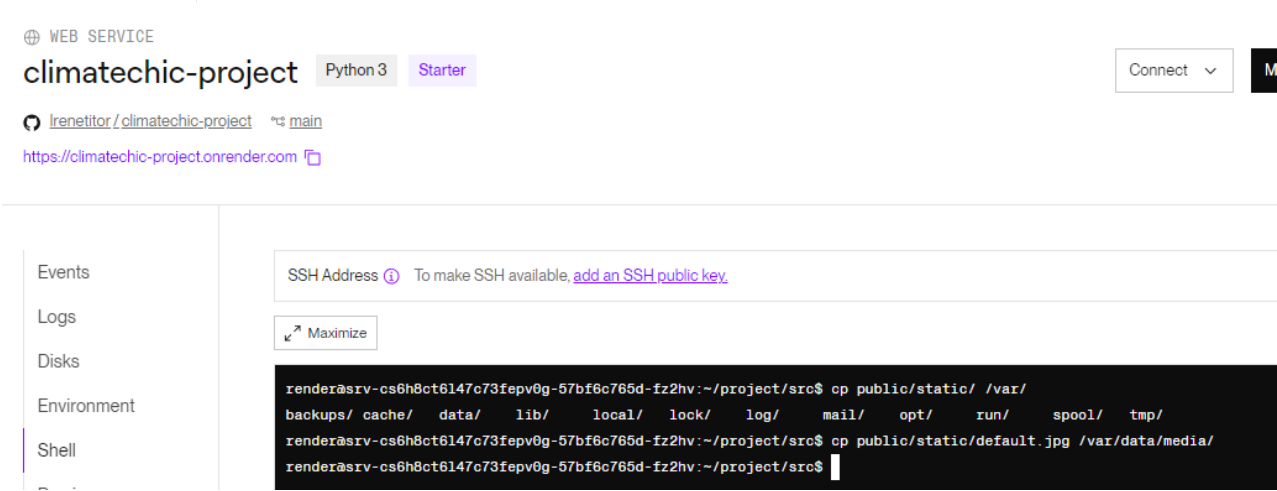 WEB SERVICE
climatechic-project Python 3 Starter
Connect
Irenetitor / climatechic-project main
https://climatechic-project.onrender.com
Events
SSH Address To make SSH available, add an SSH public key.
Logs
Maximize
Disks
Environment
Shell
render@srv-cs6h8ct6l47c73fepv0g-57bf6c765d-fz2hv:~/project/src$ cp public/static/ /var/
backups/ cache/ data/ lib/ local/ lock/ log/ mail/ opt/ run/ spool/ tmp/
render@srv-cs6h8ct6l47c73fepv0g-57bf6c765d-fz2hv:~/project/src$ cp public/static/default.jpg /var/data/media/
render@srv-cs6h8ct6l47c73fepv0g-57bf6c765d-fz2hv:~/project/src$